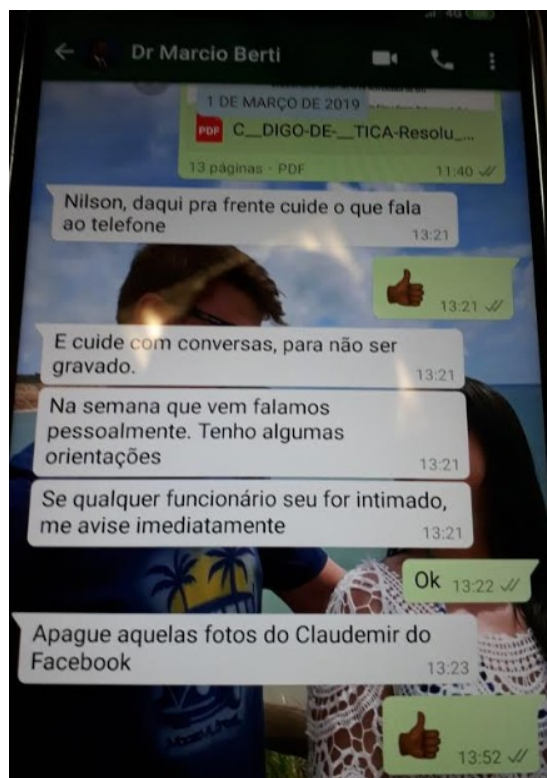 4G
Dr Marcio Berti
1 DE MARÇO DE 2019
PDF C__DIGO-DE-__TICA-Resolu_...
13 páginas · PDF 11:40
Nilson, daqui pra frente cuide o que fala
ao telefone
13:21
13:21
E cuide com conversas, para não ser
gravado.
13:21
Na semana que vem falamos
pessoalmente. Tenho algumas
orientações
13:21
Se qualquer funcionário seu for intimado,
me avise imediatamente
13:21
Ok 13:22
Apague aquelas fotos do Claudemir do
Facebook
13:23
13:52